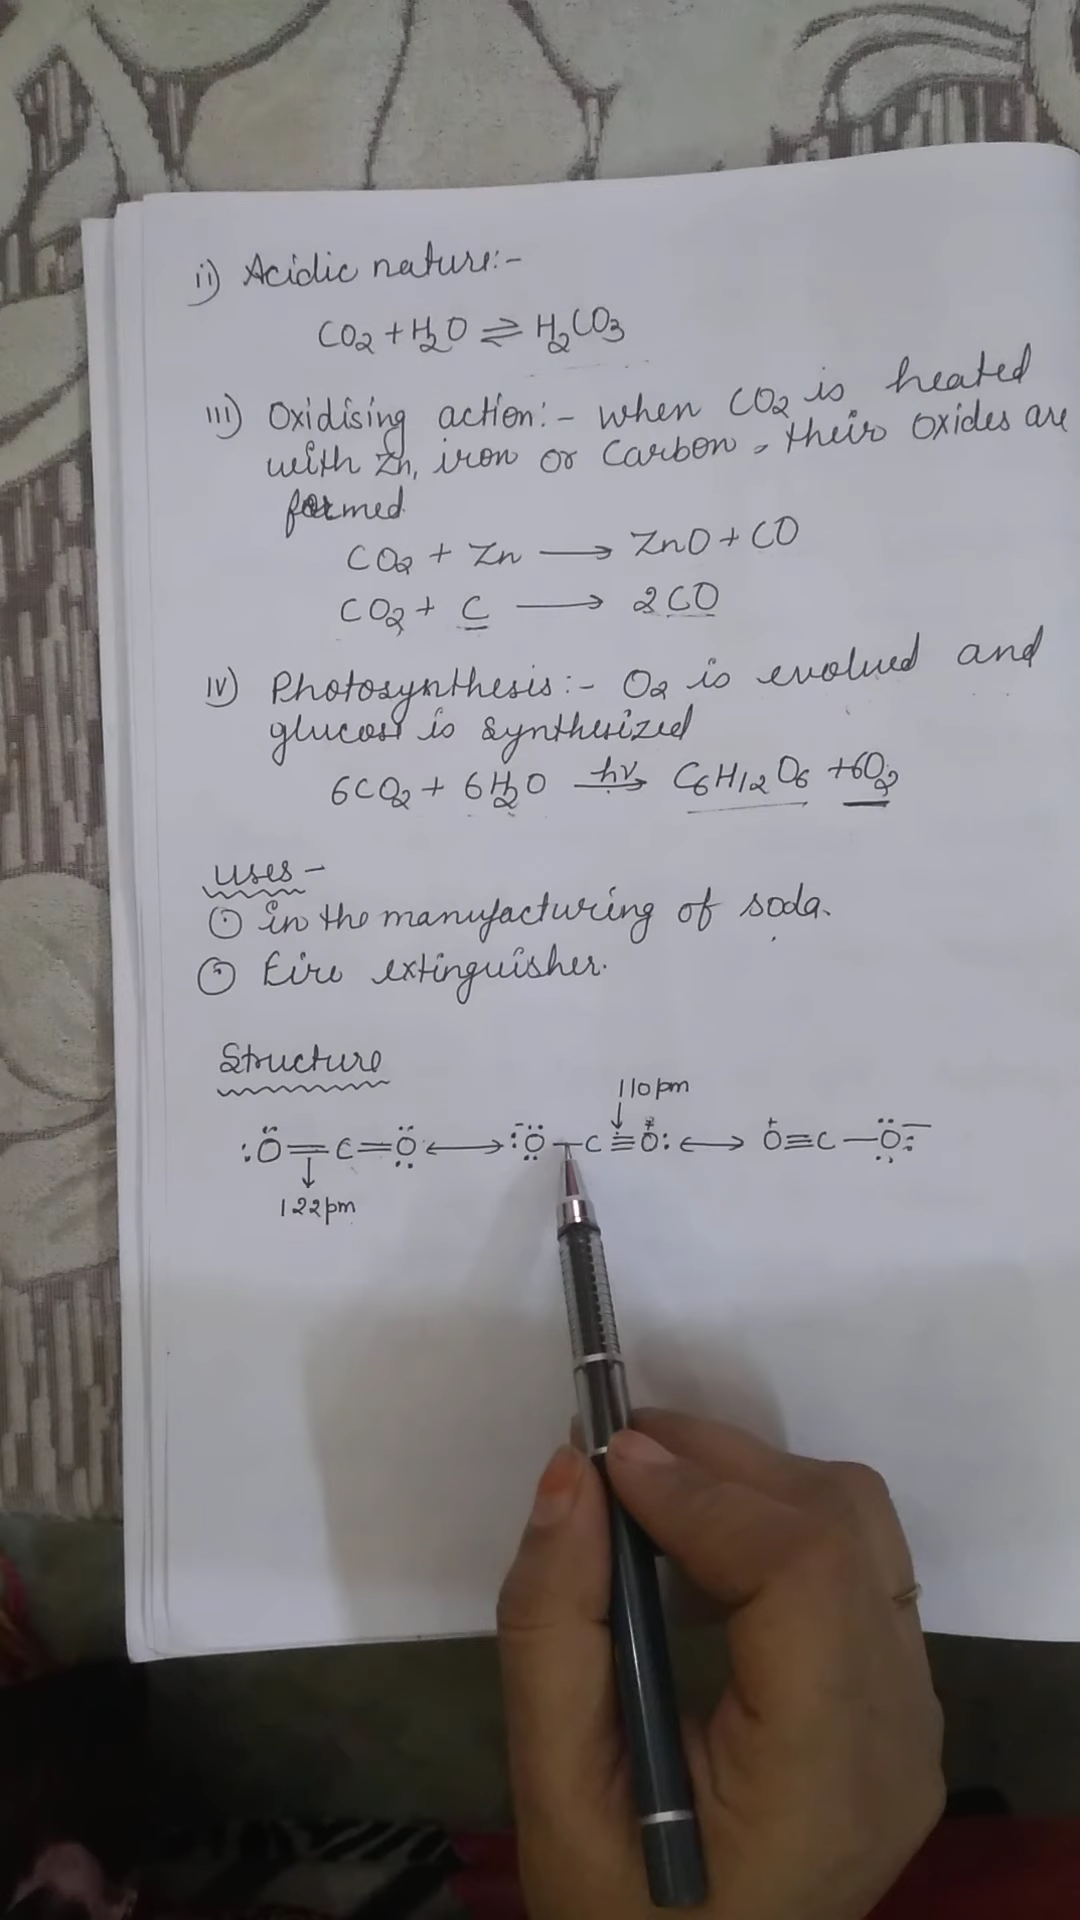 ii) Acidic nature:-
CO2 + H2O ⇌ H2CO3
iii) Oxidising action:- when CO2 is heated
with Zn, iron or Carbon, their oxides are
formed.
CO2 + Zn ⟶ ZnO + CO
CO2 + C ⟶ 2CO
iv) Photosynthesis:- O2 is evolved and
glucose is synthesized
6CO2 + 6H2O hν→ C6H12O6 + 6O2
Uses -
① in the manufacturing of soda.
② Fire extinguisher.
Structure
110pm
:Ö=C=Ö: ⟷ ⁻:Ö—C≡O⁺: ⟷ O⁺≡C—Ö:⁻
122pm